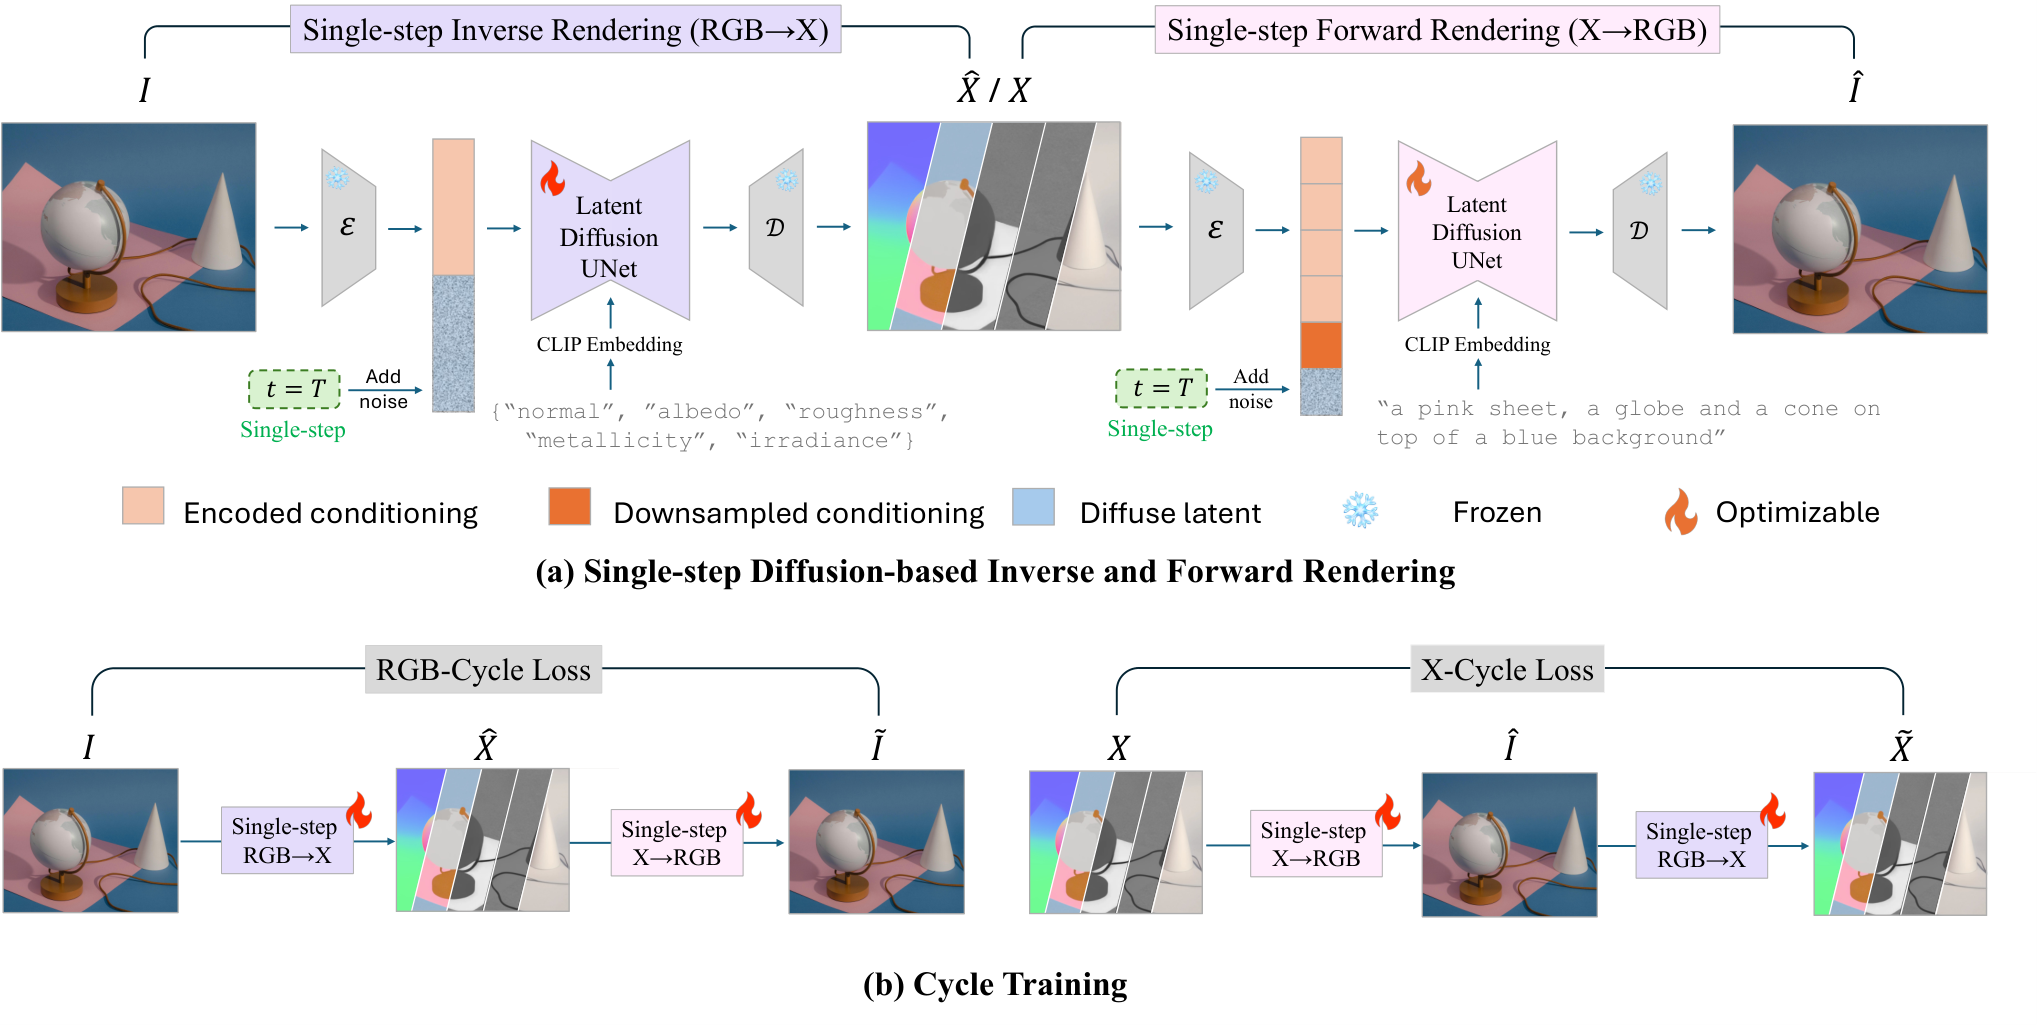 Single-step Inverse Rendering (RGB→X)
Single-step Forward Rendering (X→RGB)
I
X̂ / X
Î
ℰ
Latent
Diffusion
UNet
𝒟
ℰ
Latent
Diffusion
UNet
𝒟
CLIP Embedding
CLIP Embedding
t = T
Add
noise
Single-step
{“normal”, ”albedo”, “roughness”,
“metallicity”, “irradiance”}
t = T
Add
noise
Single-step
“a pink sheet, a globe and a cone on
top of a blue background”
Encoded conditioning
Downsampled conditioning
Diffuse latent
Frozen
Optimizable
(a) Single-step Diffusion-based Inverse and Forward Rendering
RGB-Cycle Loss
X-Cycle Loss
I
X̂
Ĩ
X
Î
X̃
Single-step
RGB→X
Single-step
X→RGB
Single-step
X→RGB
Single-step
RGB→X
(b) Cycle Training